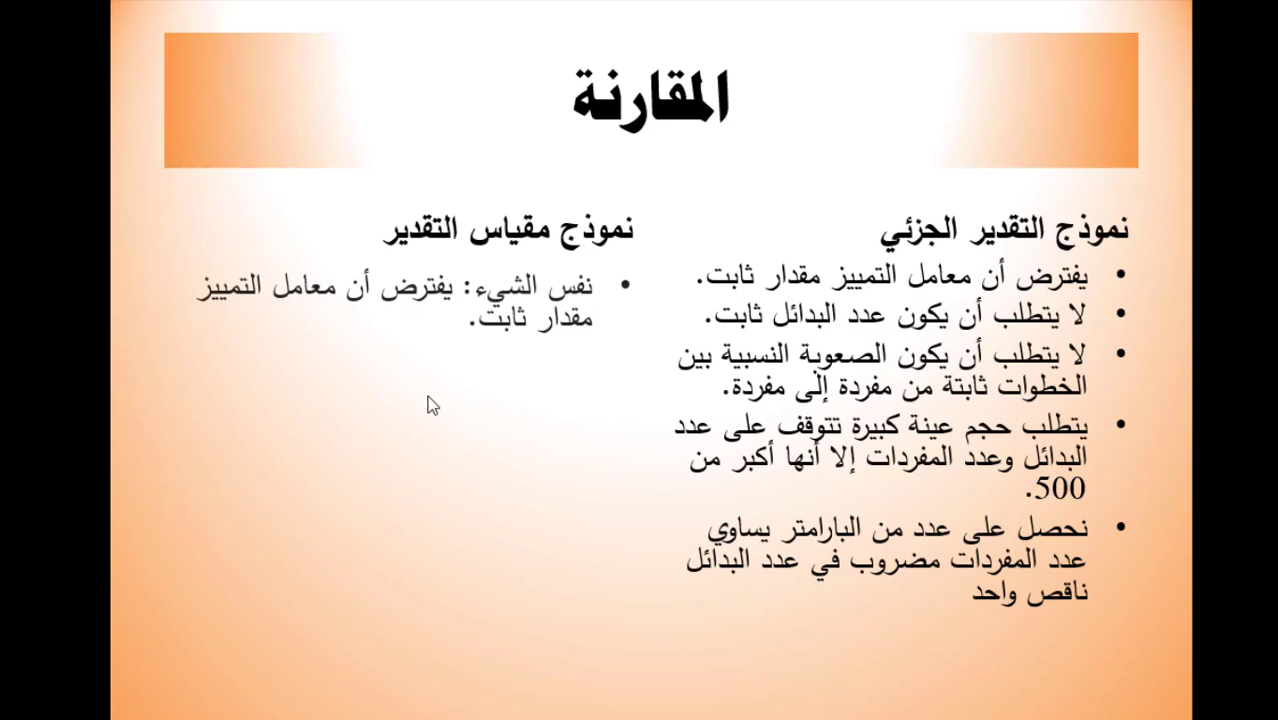 المقارنة
نموذج التقدير الجزئي
• يفترض أن معامل التمييز مقدار ثابت.
• لا يتطلب أن يكون عدد البدائل ثابت.
• لا يتطلب أن يكون الصعوبة النسبية بين
الخطوات ثابتة من مفردة إلى مفردة.
• يتطلب حجم عينة كبيرة تتوقف على عدد
البدائل وعدد المفردات إلا أنها أكبر من
500.
• نحصل على عدد من البارامتر يساوي
عدد المفردات مضروب في عدد البدائل
ناقص واحد
نموذج مقياس التقدير
• نفس الشيء: يفترض أن معامل التمييز
مقدار ثابت.